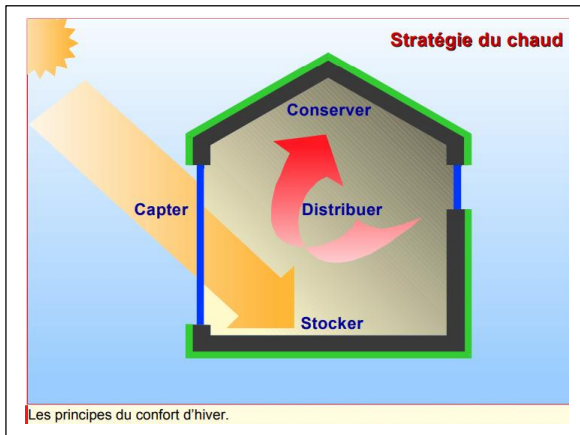 Stratégie du chaud
Conserver
Capter
Distribuer
Stocker
Les principes du confort d'hiver.